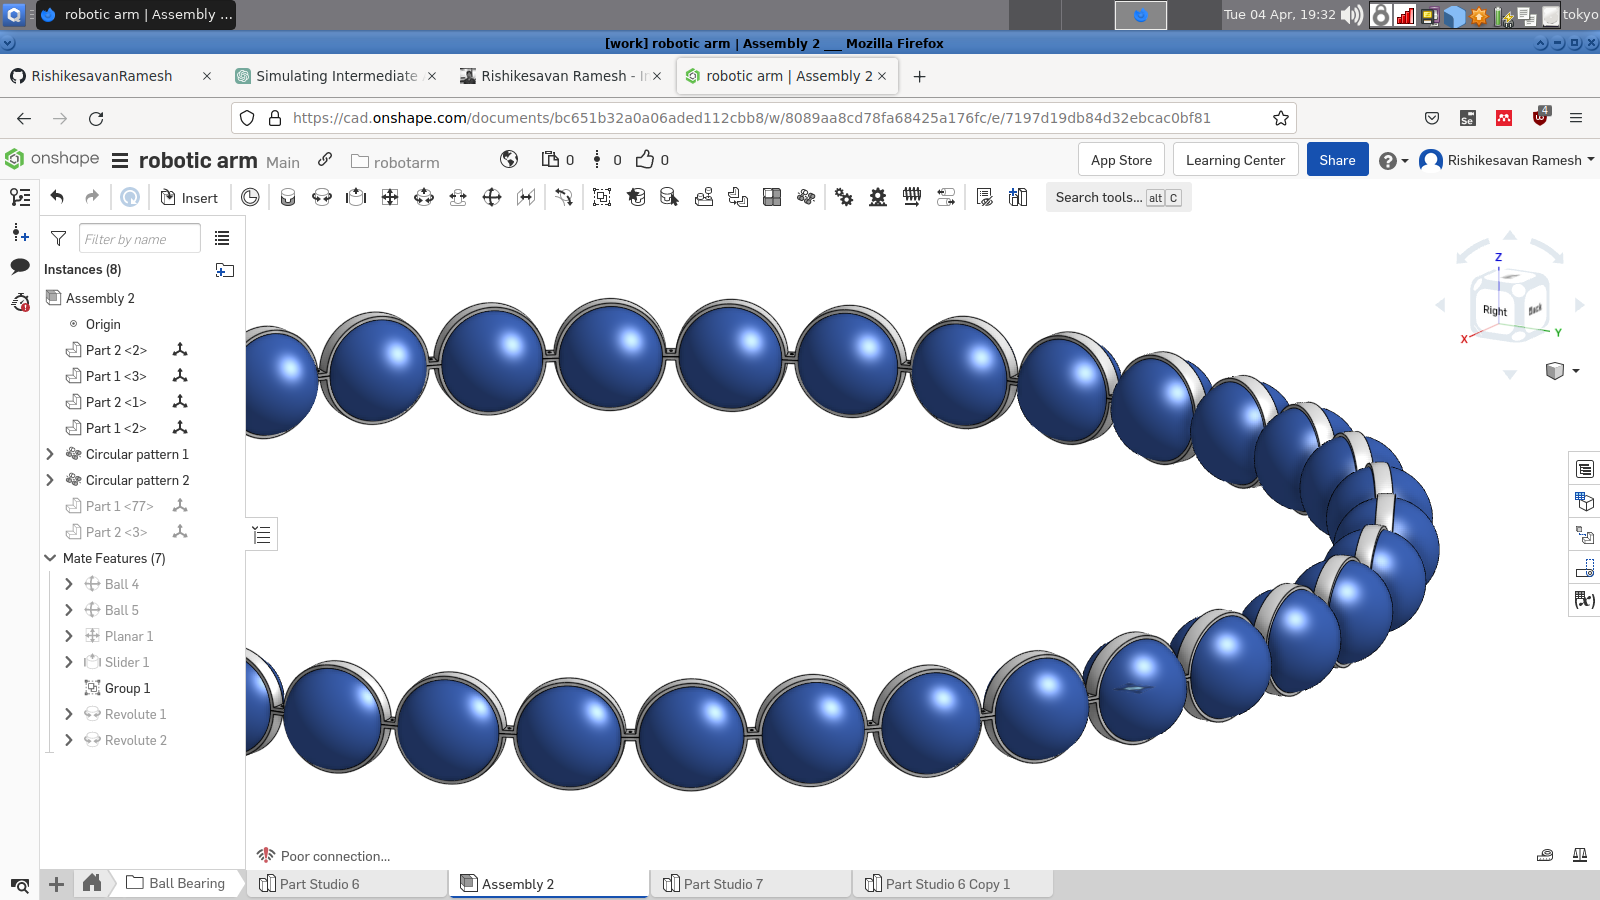 robotic arm | Assembly ...
Tue 04 Apr, 19:32
tokyo
[work] robotic arm | Assembly 2 __ Mozilla Firefox
RishikesavanRamesh
Simulating Intermediate
Rishikesavan Ramesh - In
robotic arm | Assembly 2
https://cad.onshape.com/documents/bc651b32a0a06aded112cbb8/w/8089aa8cd78fa68425a176fc/e/7197d19db84d32ebcac0bf81
Se
4
onshape
robotic arm Main
robotarm
0
0
0
App Store
Learning Center
Share
Rishikesavan Ramesh
Insert
Search tools... alt C
Filter by name
Instances (8)
Assembly 2
Origin
Part 2 <2>
Part 1 <3>
Part 2 <1>
Part 1 <2>
Circular pattern 1
Circular pattern 2
Part 1 <77>
Part 2 <3>
Mate Features (7)
Ball 4
Ball 5
Planar 1
Slider 1
Group 1
Revolute 1
Revolute 2
Z
Right
Back
X
Y
Poor connection...
Ball Bearing
Part Studio 6
Assembly 2
Part Studio 7
Part Studio 6 Copy 1